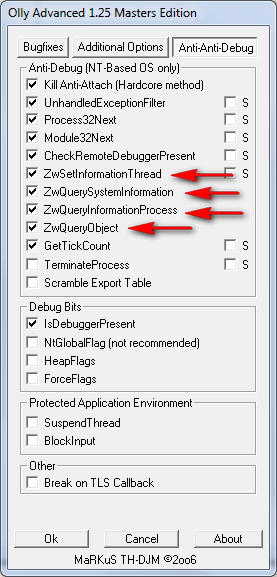 Olly Advanced 1.25 Masters Edition
Bugfixes Additional Options Anti-Anti-Debug
Anti-Debug (NT-Based OS only)
Kill Anti-Attach (Hardcore method)
UnhandledExceptionFilter S
Process32Next S
Module32Next S
CheckRemoteDebuggerPresent S
ZwSetInformationThread S
ZwQuerySystemInformation
ZwQueryInformationProcess
ZwQueryObject
GetTickCount S
TerminateProcess S
Scramble Export Table
Debug Bits
IsDebuggerPresent
NtGlobalFlag (not recommended)
HeapFlags
ForceFlags
Protected Application Environment
SuspendThread
BlockInput
Other
Break on TLS Callback
Ok Cancel About
MaRKuS TH-DJM ©2oo6